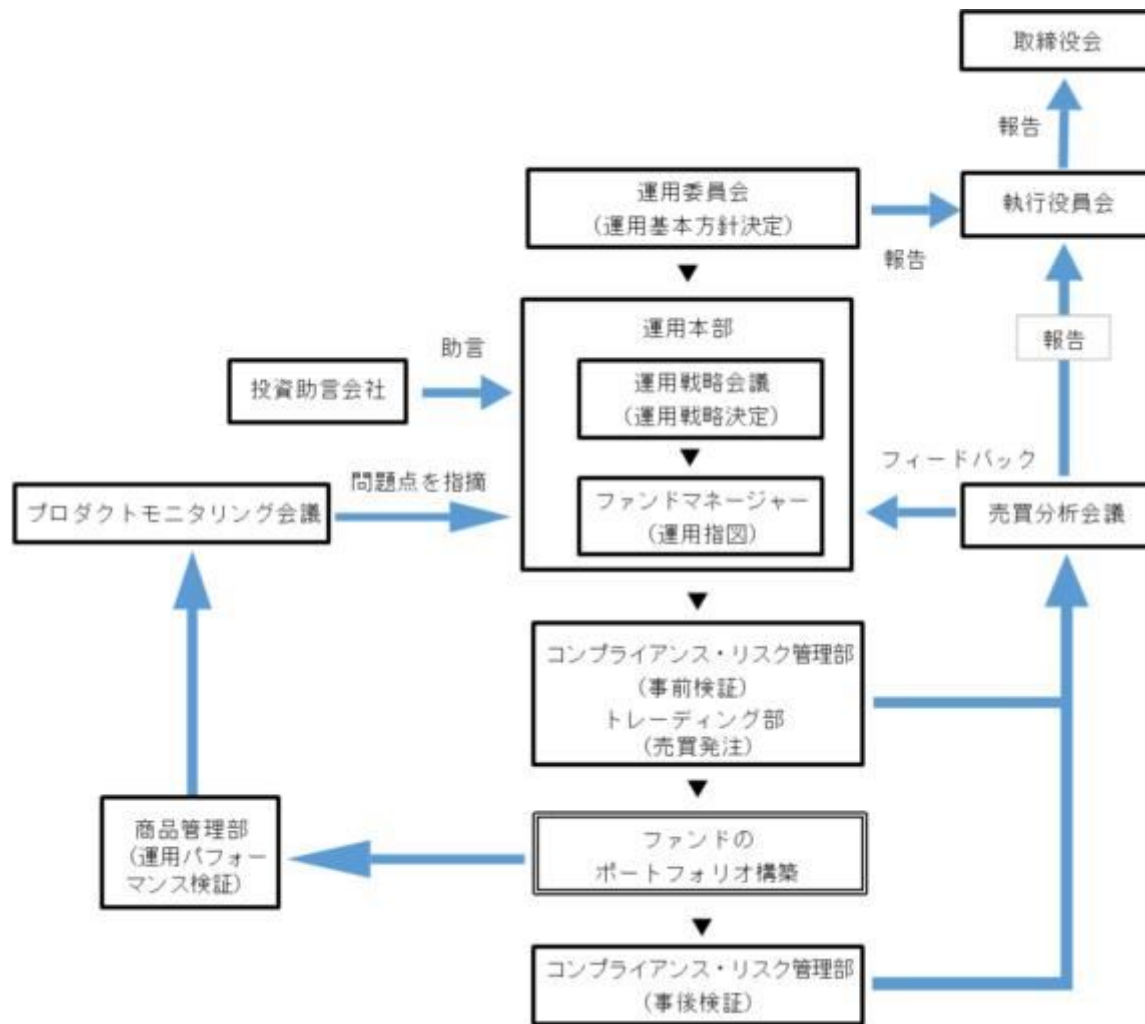 取締役会
報告
運用委員会
(運用基本方針決定)
執行役員会
報告
運用本部
報告
助言
投資助言会社
運用戦略会議
(運用戦略決定)
フィードバック
問題点を指摘
プロダクトモニタリング会議
ファンドマネージャー
(運用指図)
売買分析会議
コンプライアンス・リスク管理部
(事前検証)
トレーディング部
(売買発注)
商品管理部
(運用パフォー
マンス検証)
ファンドの
ポートフォリオ構築
コンプライアンス・リスク管理部
(事後検証)